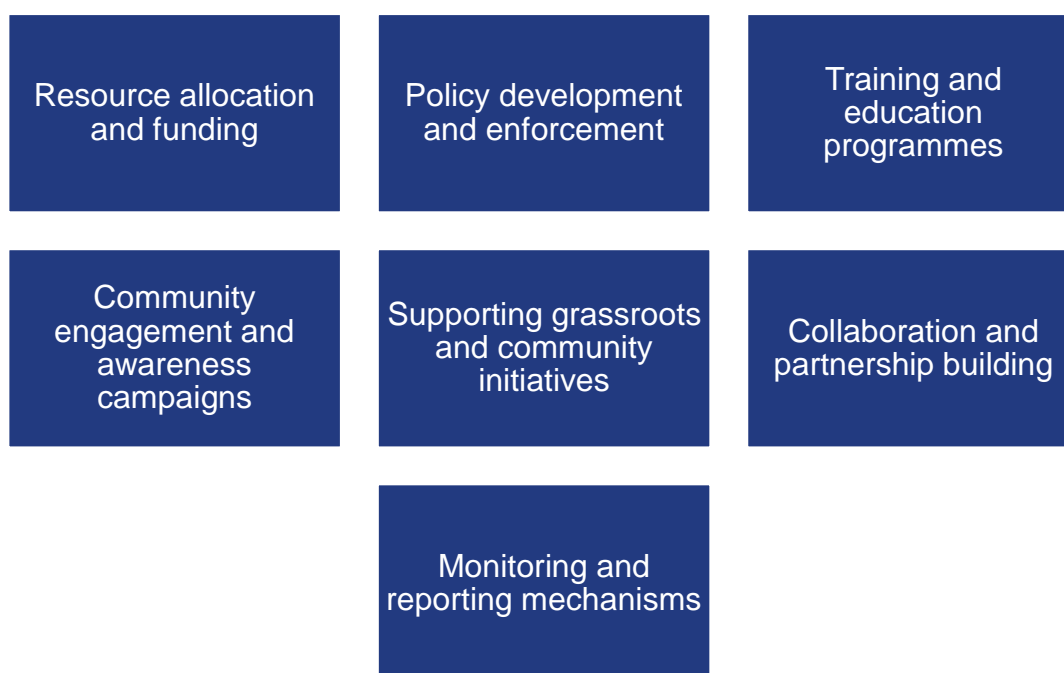 Resource allocation
and funding
Policy development
and enforcement
Training and
education
programmes
Community
engagement and
awareness
campaigns
Supporting grassroots
and community
initiatives
Collaboration and
partnership building
Monitoring and
reporting mechanisms